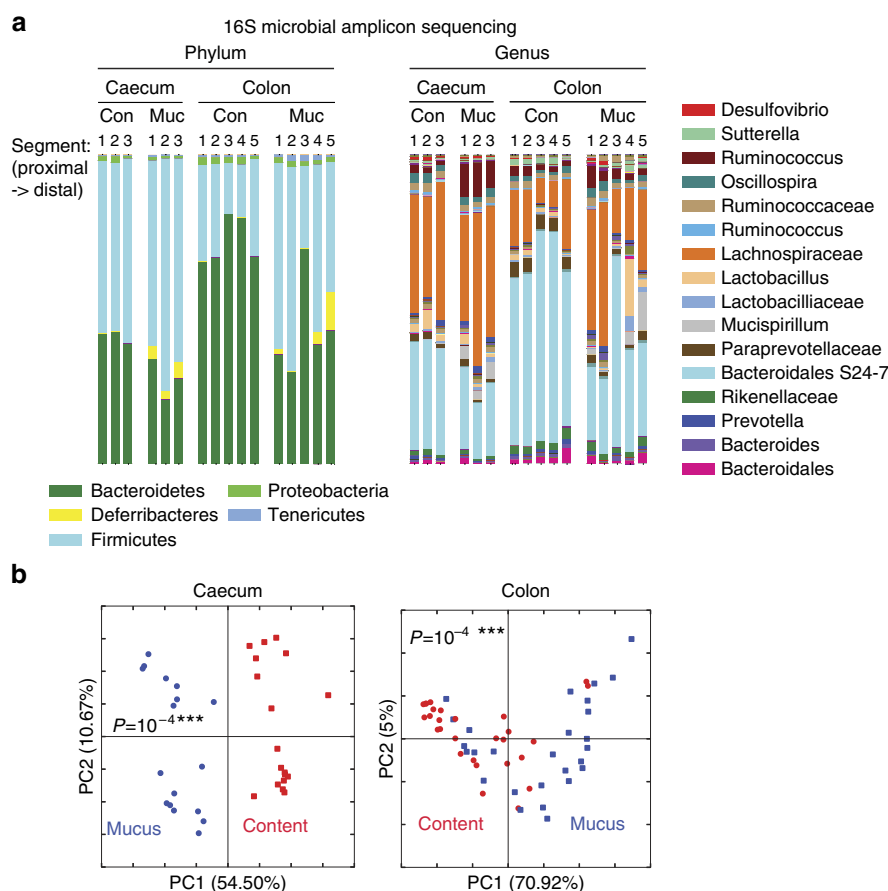 a
16S microbial amplicon sequencing
Phylum Genus
Caecum Colon Caecum Colon
Con Muc Con Muc Con Muc Con Muc
Segment: 1 2 3 1 2 3 1 2 3 4 5 1 2 3 4 5 1 2 3 1 2 3 1 2 3 4 5 1 2 3 4 5
(proximal
-> distal)
Desulfovibrio
Sutterella
Ruminococcus
Oscillospira
Ruminococcaceae
Ruminococcus
Lachnospiraceae
Lactobacillus
Lactobacilliaceae
Mucispirillum
Paraprevotellaceae
Bacteroidales S24-7
Rikenellaceae
Prevotella
Bacteroides
Bacteroidales
Bacteroidetes Proteobacteria
Deferribacteres Tenericutes
Firmicutes
b
Caecum Colon
P=10⁻⁴*** P=10⁻⁴ ***
PC2 (10.67%) PC2 (5%)
Mucus Content Content Mucus
PC1 (54.50%) PC1 (70.92%)